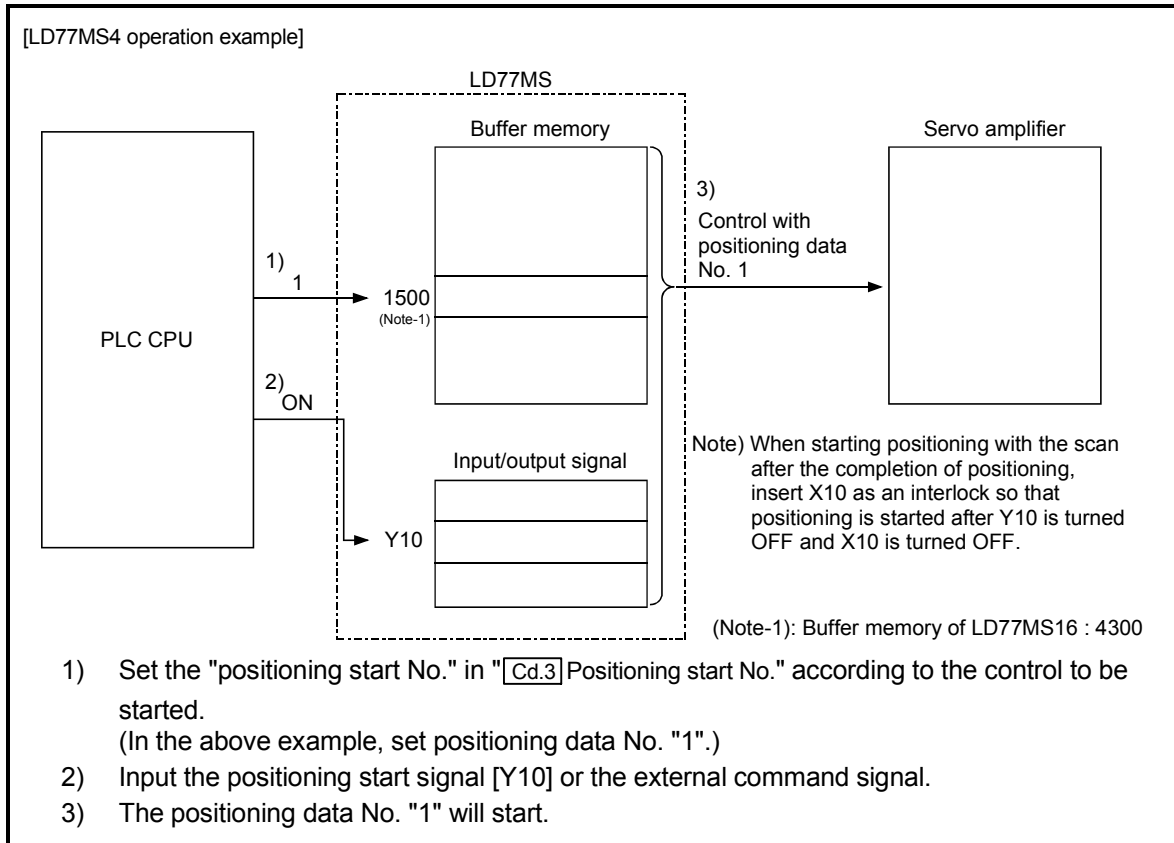 [LD77MS4 operation example]
LD77MS
Buffer memory
Servo amplifier
3)
Control with
positioning data
No. 1
1)
1
1500
(Note-1)
PLC CPU
2)
ON
Input/output signal
Y10
Note) When starting positioning with the scan
after the completion of positioning,
insert X10 as an interlock so that
positioning is started after Y10 is turned
OFF and X10 is turned OFF.
(Note-1): Buffer memory of LD77MS16 : 4300
1) Set the "positioning start No." in "Cd.3 Positioning start No." according to the control to be
started.
(In the above example, set positioning data No. "1".)
2) Input the positioning start signal [Y10] or the external command signal.
3) The positioning data No. "1" will start.